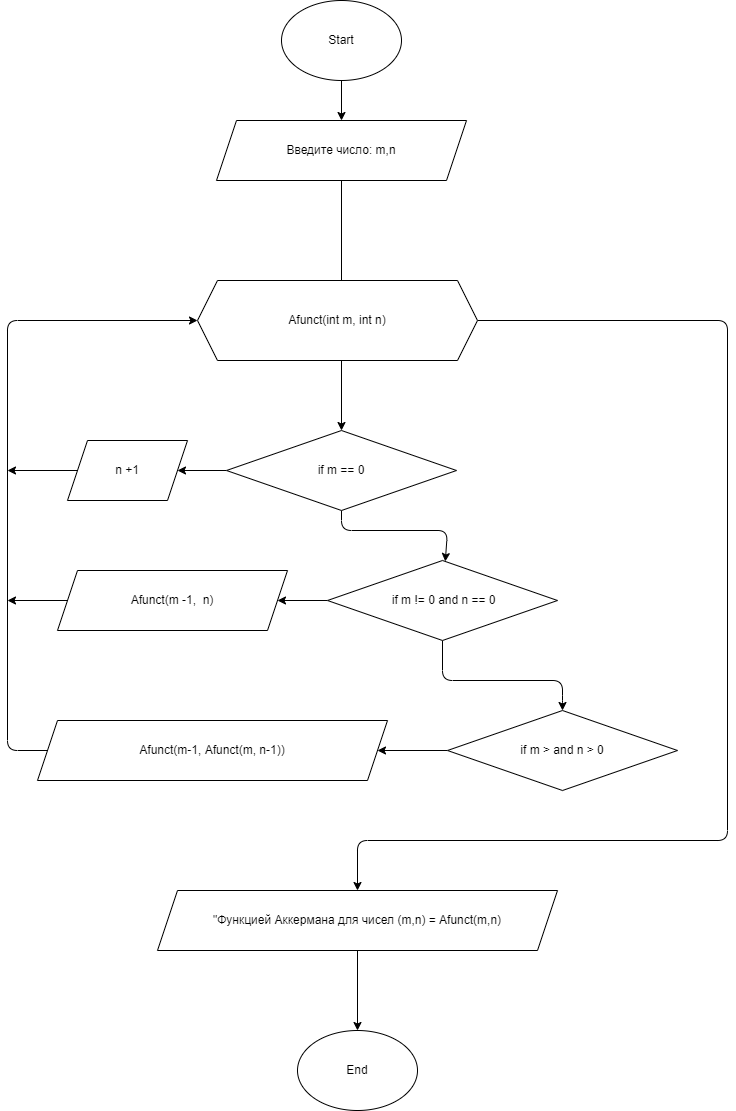 Start
Введите число: m,n
Afunct(int m, int n)
n +1
if m == 0
Afunct(m -1, n)
if m != 0 and n == 0
Afunct(m-1, Afunct(m, n-1))
if m > and n > 0
"Функцией Аккермана для чисел (m,n) = Afunct(m,n)
End